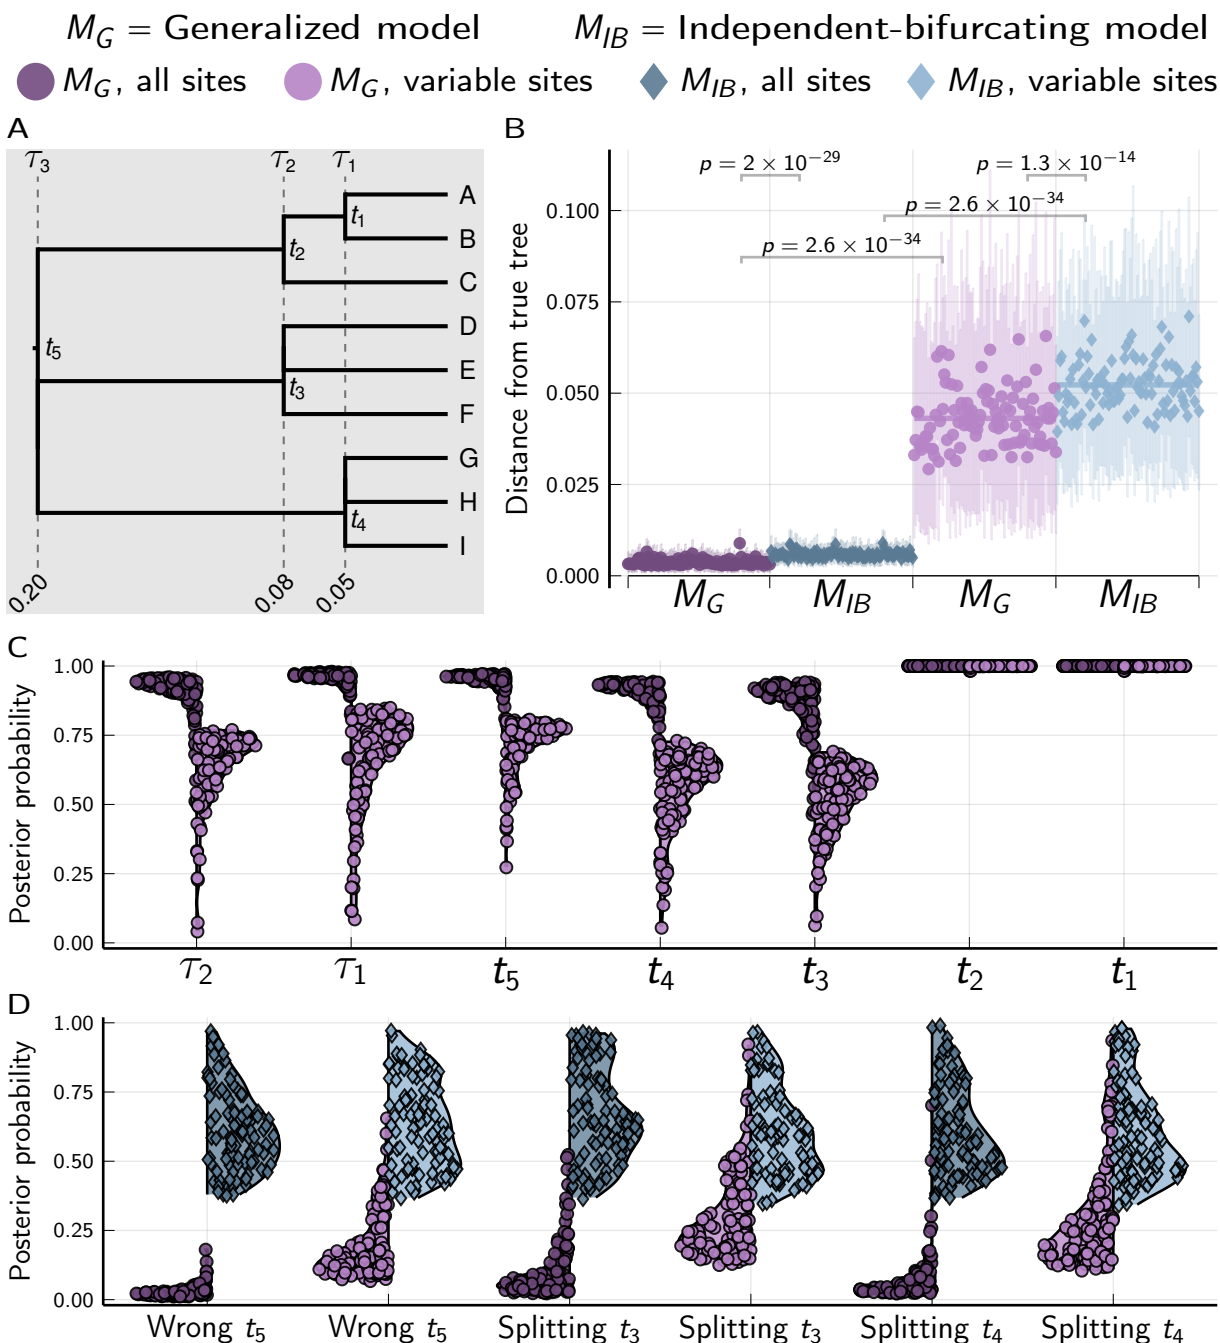 M_G = Generalized model
M_IB = Independent-bifurcating model
M_G, all sites
M_G, variable sites
M_IB, all sites
M_IB, variable sites
A
τ3
τ2
τ1
A
t1
B
t2
C
D
t5
E
t3
F
G
H
t4
I
0.20
0.08
0.05
B
Distance from true tree
0.100
0.075
0.050
0.025
0.000
p = 2 × 10⁻²⁹
p = 1.3 × 10⁻¹⁴
p = 2.6 × 10⁻³⁴
p = 2.6 × 10⁻³⁴
M_G
M_IB
M_G
M_IB
C
Posterior probability
1.00
0.75
0.50
0.25
0.00
τ2
τ1
t5
t4
t3
t2
t1
D
Posterior probability
1.00
0.75
0.50
0.25
0.00
Wrong t5
Wrong t5
Splitting t3
Splitting t3
Splitting t4
Splitting t4